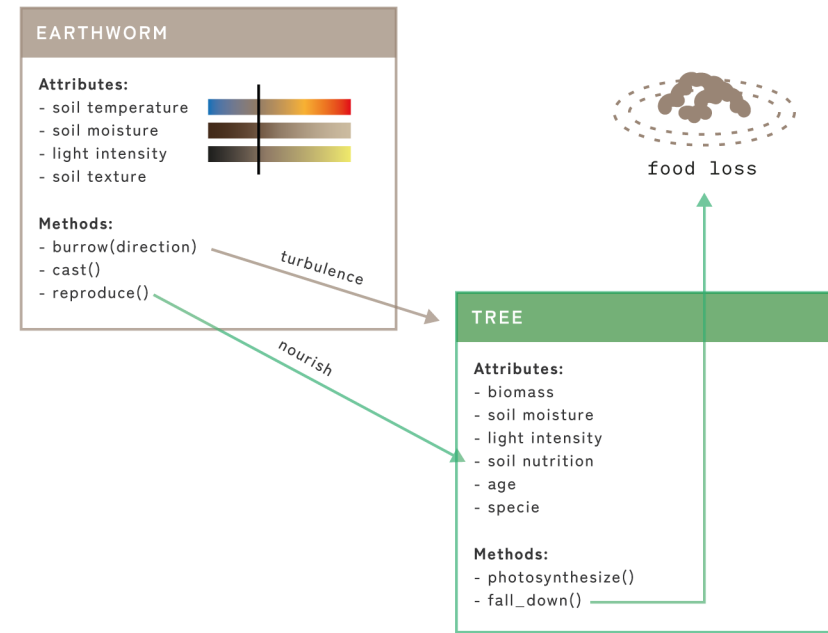 EARTHWORM
Attributes:
- soil temperature
- soil moisture
- light intensity
- soil texture
Methods:
- burrow(direction)
- cast()
- reproduce()
turbulence
nourish
food loss
TREE
Attributes:
- biomass
- soil moisture
- light intensity
- soil nutrition
- age
- specie
Methods:
- photosynthesize()
- fall_down()